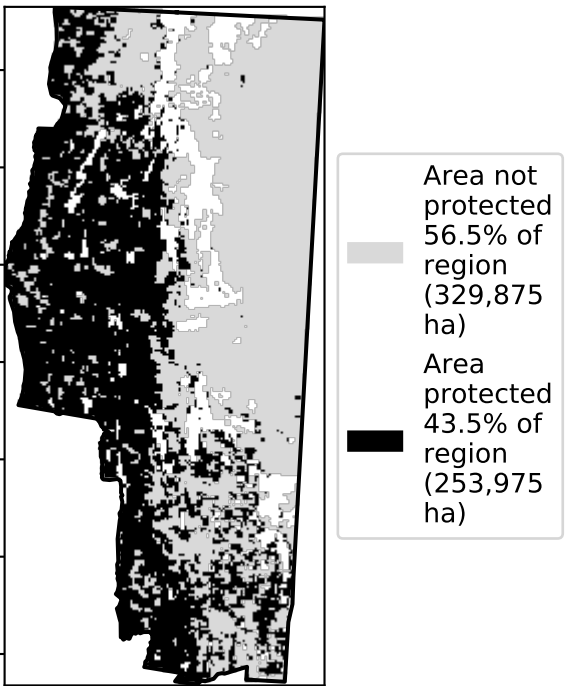 Area not
protected
56.5% of
region
(329,875
ha)
Area
protected
43.5% of
region
(253,975
ha)